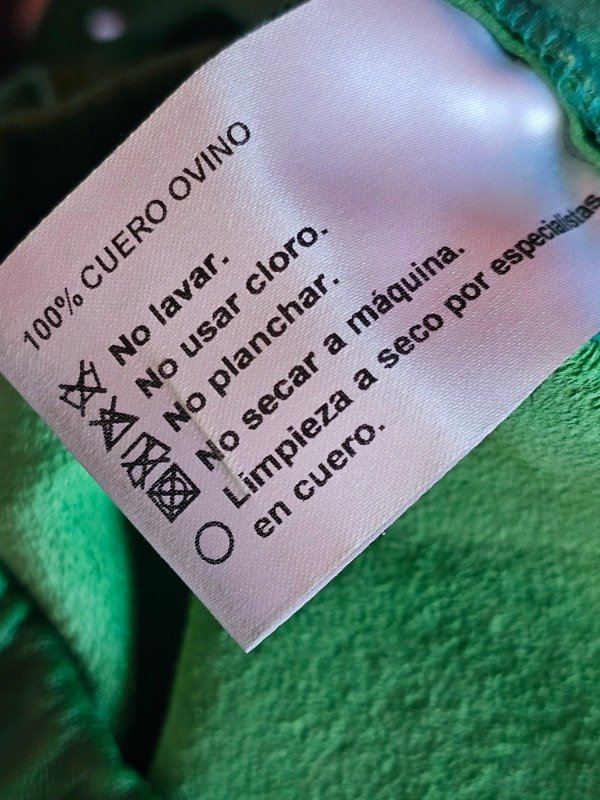 100% CUERO OVINO
No lavar.
No usar cloro.
No planchar.
No secar a máquina.
Limpieza a seco por especialistas
en cuero.